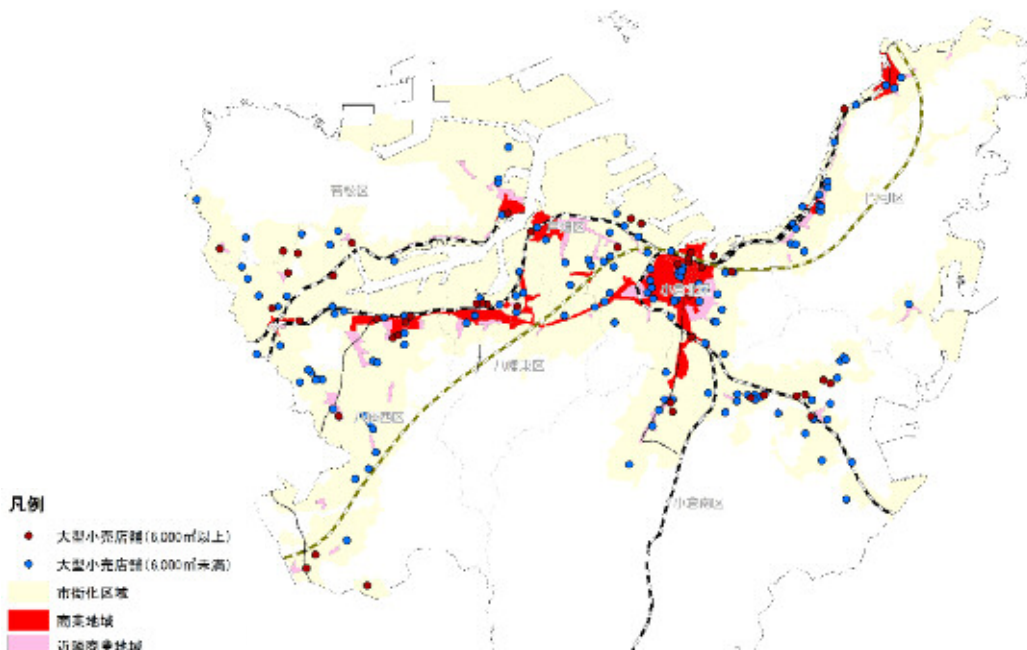 若松区
門司区
戸畑区
小倉北区
八幡東区
八幡西区
小倉南区
凡例
大型小売店舗(6,000㎡以上)
大型小売店舗(6,000㎡未満)
市街化区域
商業地域
近隣商業地域